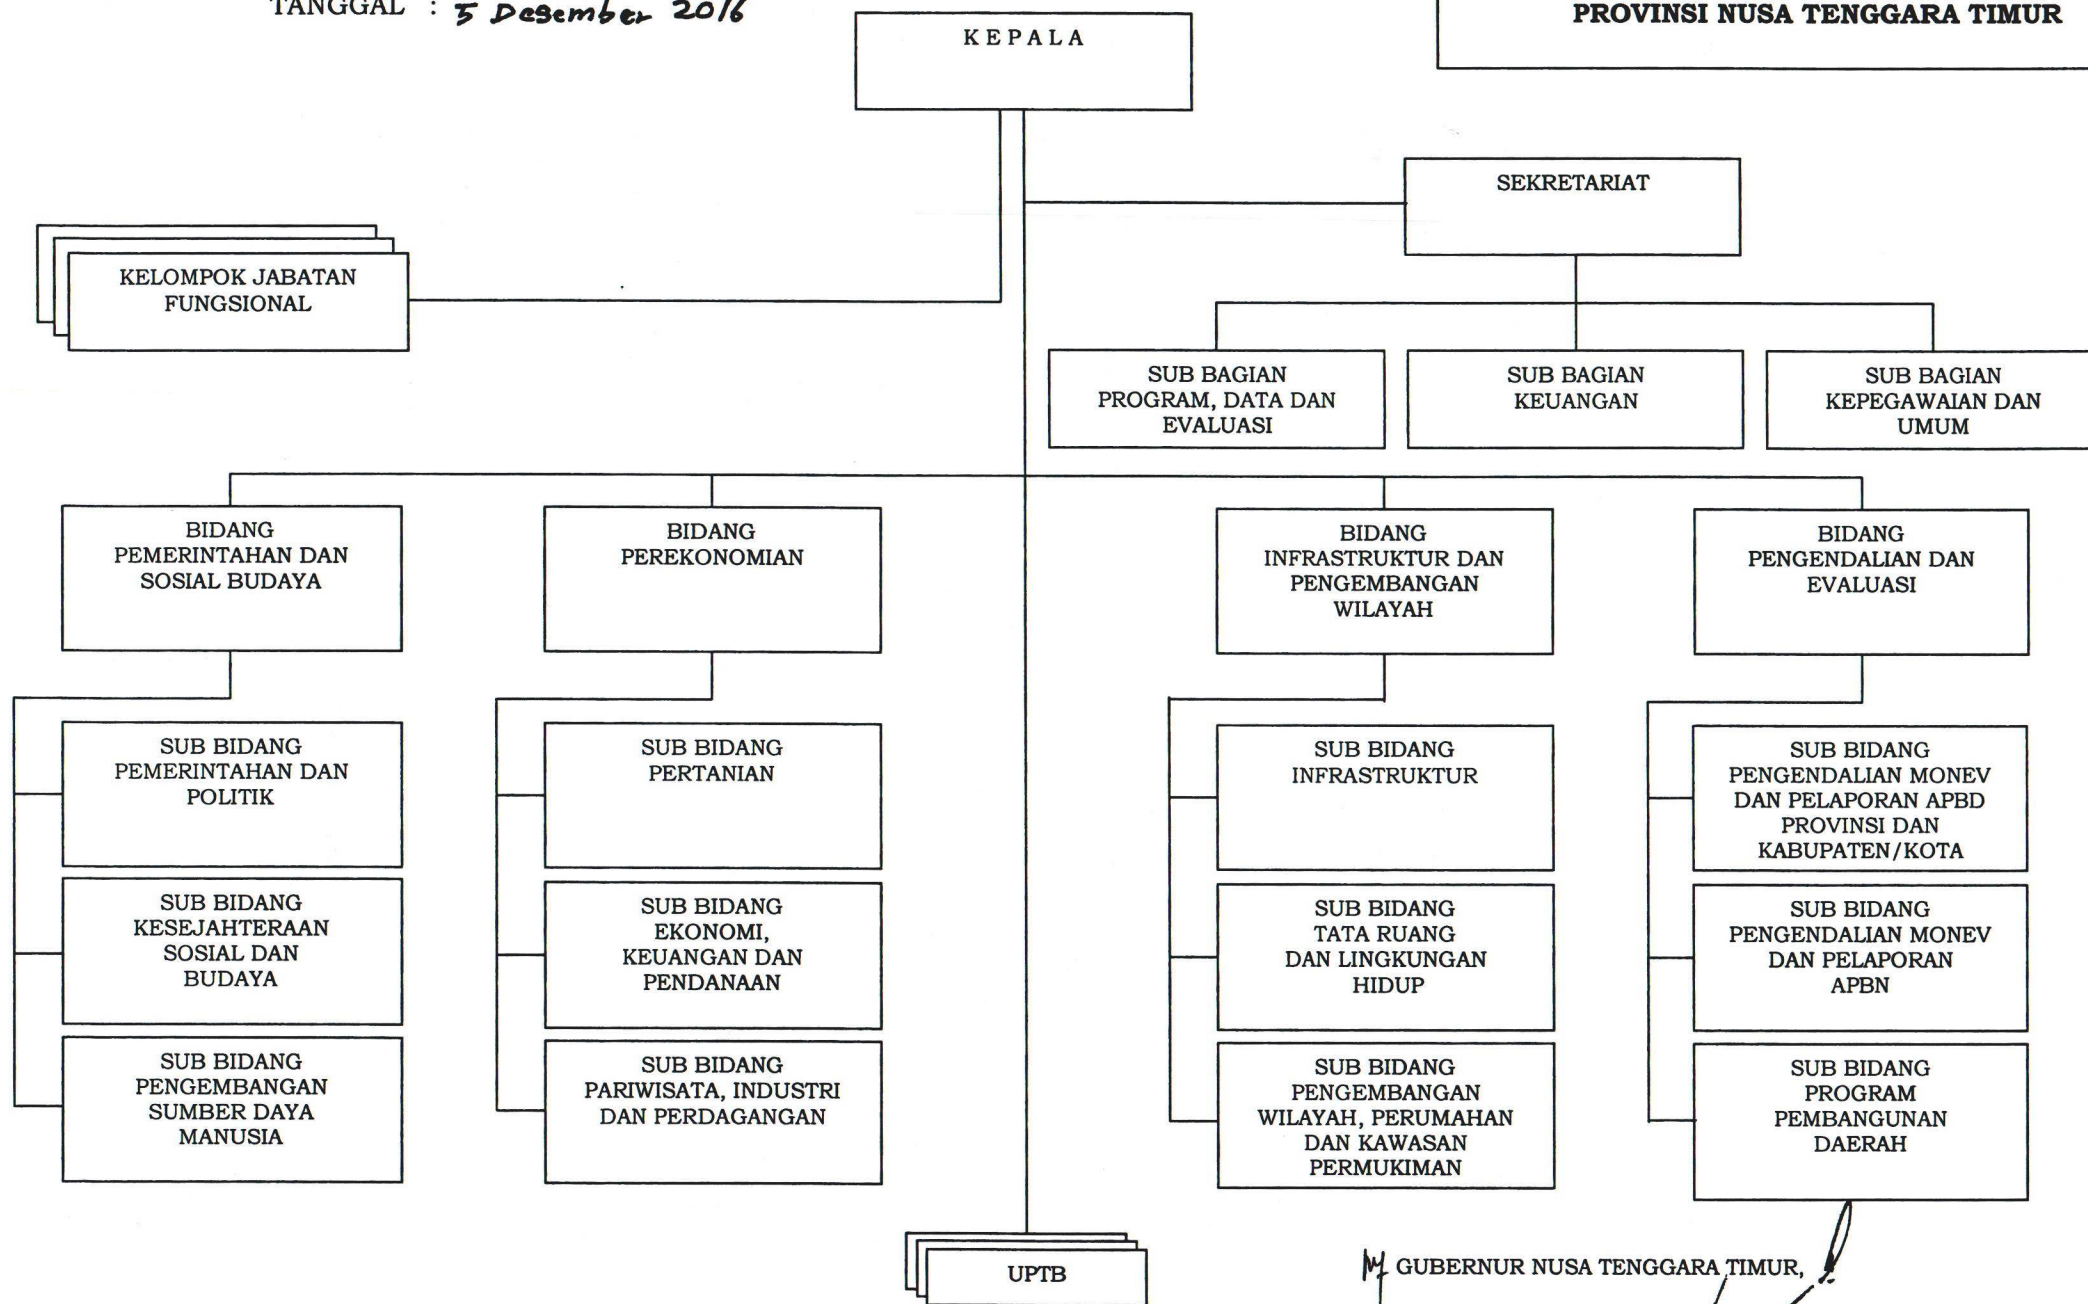 TANGGAL : 5 Desember 2016
PROVINSI NUSA TENGGARA TIMUR
KEPALA
SEKRETARIAT
KELOMPOK JABATAN
FUNGSIONAL
SUB BAGIAN
PROGRAM, DATA DAN
EVALUASI
SUB BAGIAN
KEUANGAN
SUB BAGIAN
KEPEGAWAIAN DAN
UMUM
BIDANG
PEMERINTAHAN DAN
SOSIAL BUDAYA
BIDANG
PEREKONOMIAN
BIDANG
INFRASTRUKTUR DAN
PENGEMBANGAN
WILAYAH
BIDANG
PENGENDALIAN DAN
EVALUASI
SUB BIDANG
PEMERINTAHAN DAN
POLITIK
SUB BIDANG
PERTANIAN
SUB BIDANG
INFRASTRUKTUR
SUB BIDANG
PENGENDALIAN MONEV
DAN PELAPORAN APBD
PROVINSI DAN
KABUPATEN/KOTA
SUB BIDANG
KESEJAHTERAAN
SOSIAL DAN
BUDAYA
SUB BIDANG
EKONOMI,
KEUANGAN DAN
PENDANAAN
SUB BIDANG
TATA RUANG
DAN LINGKUNGAN
HIDUP
SUB BIDANG
PENGENDALIAN MONEV
DAN PELAPORAN
APBN
SUB BIDANG
PENGEMBANGAN
SUMBER DAYA
MANUSIA
SUB BIDANG
PARIWISATA, INDUSTRI
DAN PERDAGANGAN
SUB BIDANG
PENGEMBANGAN
WILAYAH, PERUMAHAN
DAN KAWASAN
PERMUKIMAN
SUB BIDANG
PROGRAM
PEMBANGUNAN
DAERAH
UPTB
GUBERNUR NUSA TENGGARA TIMUR,